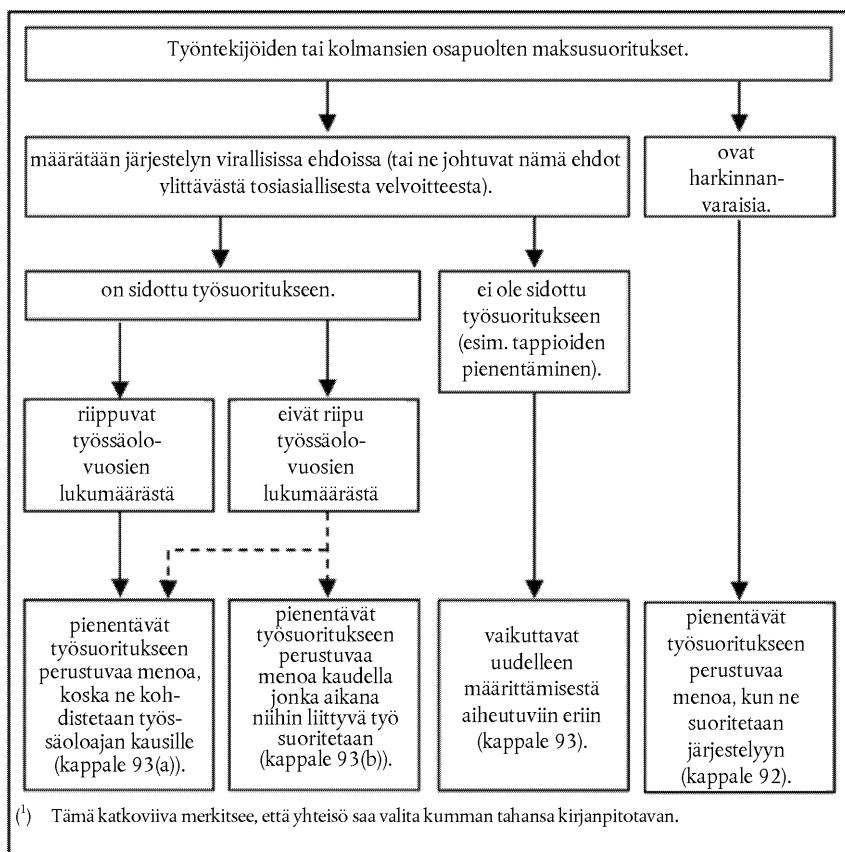 Työntekijöiden tai kolmansien osapuolten maksusuoritukset.
määrätään järjestelyn virallisissa ehdoissa (tai ne johtuvat nämä ehdot
ylittävästä tosiasiallisesta velvoitteesta).
ovat
harkinnan-
varaisia.
on sidottu työsuoritukseen.
ei ole sidottu
työsuoritukseen
(esim. tappioiden
pienentäminen).
riippuvat
työssäolo-
vuosien
lukumäärästä
eivät riipu
työssäolo-
vuosien
lukumäärästä
pienentävät
työsuoritukseen
perustuvaa menoa,
koska ne koh-
distetaan työs-
säoloajan kausille
(kappale 93(a)).
pienentävät
työsuoritukseen
perustuvaa
menoa kaudella
jonka aikana
niihin liittyvä työ
suoritetaan
(kappale 93(b)).
vaikuttavat
uudelleen
määrittämisestä
aiheutuviin eriin
(kappale 93).
pienentävät
työsuoritukseen
perustuvaa
menoa, kun ne
suoritetaan
järjestelyyn
(kappale 92).
(1) Tämä katkoviiva merkitsee, että yhteisö saa valita kumman tahansa kirjanpitotavan.